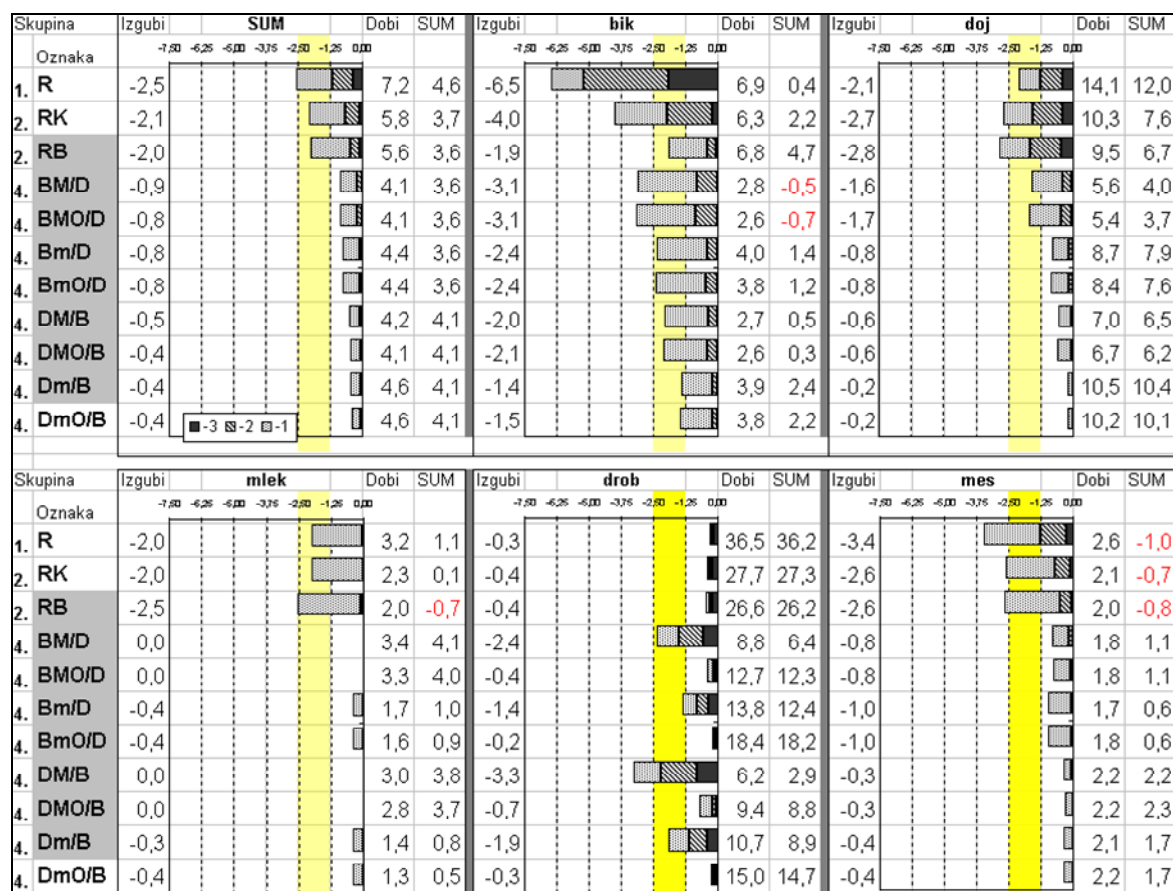 Skupina Izgubi SUM Dobi SUM Izgubi bik Dobi SUM Izgubi doj Dobi SUM
Oznaka -7,50 -6,25 -5,00 -3,75 -2,50 -1,25 0,00 -7,50 -6,25 -5,00 -3,75 -2,50 -1,25 0,00 -7,50 -6,25 -5,00 -3,75 -2,50 -1,25 0,00
1. R -2,5 7,2 4,6 -6,5 6,9 0,4 -2,1 14,1 12,0
2. RK -2,1 5,8 3,7 -4,0 6,3 2,2 -2,7 10,3 7,6
2. RB -2,0 5,6 3,6 -1,9 6,8 4,7 -2,8 9,5 6,7
4. BM/D -0,9 4,1 3,6 -3,1 2,8 -0,5 -1,6 5,6 4,0
4. BMO/D -0,8 4,1 3,6 -3,1 2,6 -0,7 -1,7 5,4 3,7
4. Bm/D -0,8 4,4 3,6 -2,4 4,0 1,4 -0,8 8,7 7,9
4. BmO/D -0,8 4,4 3,6 -2,4 3,8 1,2 -0,8 8,4 7,6
4. DM/B -0,5 4,2 4,1 -2,0 2,7 0,5 -0,6 7,0 6,5
4. DMO/B -0,4 4,1 4,1 -2,1 2,6 0,3 -0,6 6,7 6,2
4. Dm/B -0,4 4,6 4,1 -1,4 3,9 2,4 -0,2 10,5 10,4
4. DmO/B -0,4 -3 -2 -1 4,6 4,1 -1,5 3,8 2,2 -0,2 10,2 10,1
Skupina Izgubi mlek Dobi SUM Izgubi drob Dobi SUM Izgubi mes Dobi SUM
Oznaka -7,50 -6,25 -5,00 -3,75 -2,50 -1,25 0,00 -7,50 -6,25 -5,00 -3,75 -2,50 -1,25 0,00 -7,50 -6,25 -5,00 -3,75 -2,50 -1,25 0,00
1. R -2,0 3,2 1,1 -0,3 36,5 36,2 -3,4 2,6 -1,0
2. RK -2,0 2,3 0,1 -0,4 27,7 27,3 -2,6 2,1 -0,7
2. RB -2,5 2,0 -0,7 -0,4 26,6 26,2 -2,6 2,0 -0,8
4. BM/D 0,0 3,4 4,1 -2,4 8,8 6,4 -0,8 1,8 1,1
4. BMO/D 0,0 3,3 4,0 -0,4 12,7 12,3 -0,8 1,8 1,1
4. Bm/D -0,4 1,7 1,0 -1,4 13,8 12,4 -1,0 1,7 0,6
4. BmO/D -0,4 1,6 0,9 -0,2 18,4 18,2 -1,0 1,8 0,6
4. DM/B 0,0 3,0 3,8 -3,3 6,2 2,9 -0,3 2,2 2,2
4. DMO/B 0,0 2,8 3,7 -0,7 9,4 8,8 -0,3 2,2 2,3
4. Dm/B -0,3 1,4 0,8 -1,9 10,7 8,9 -0,4 2,1 1,7
4. DmO/B -0,4 1,3 0,5 -0,3 15,0 14,7 -0,4 2,2 1,7